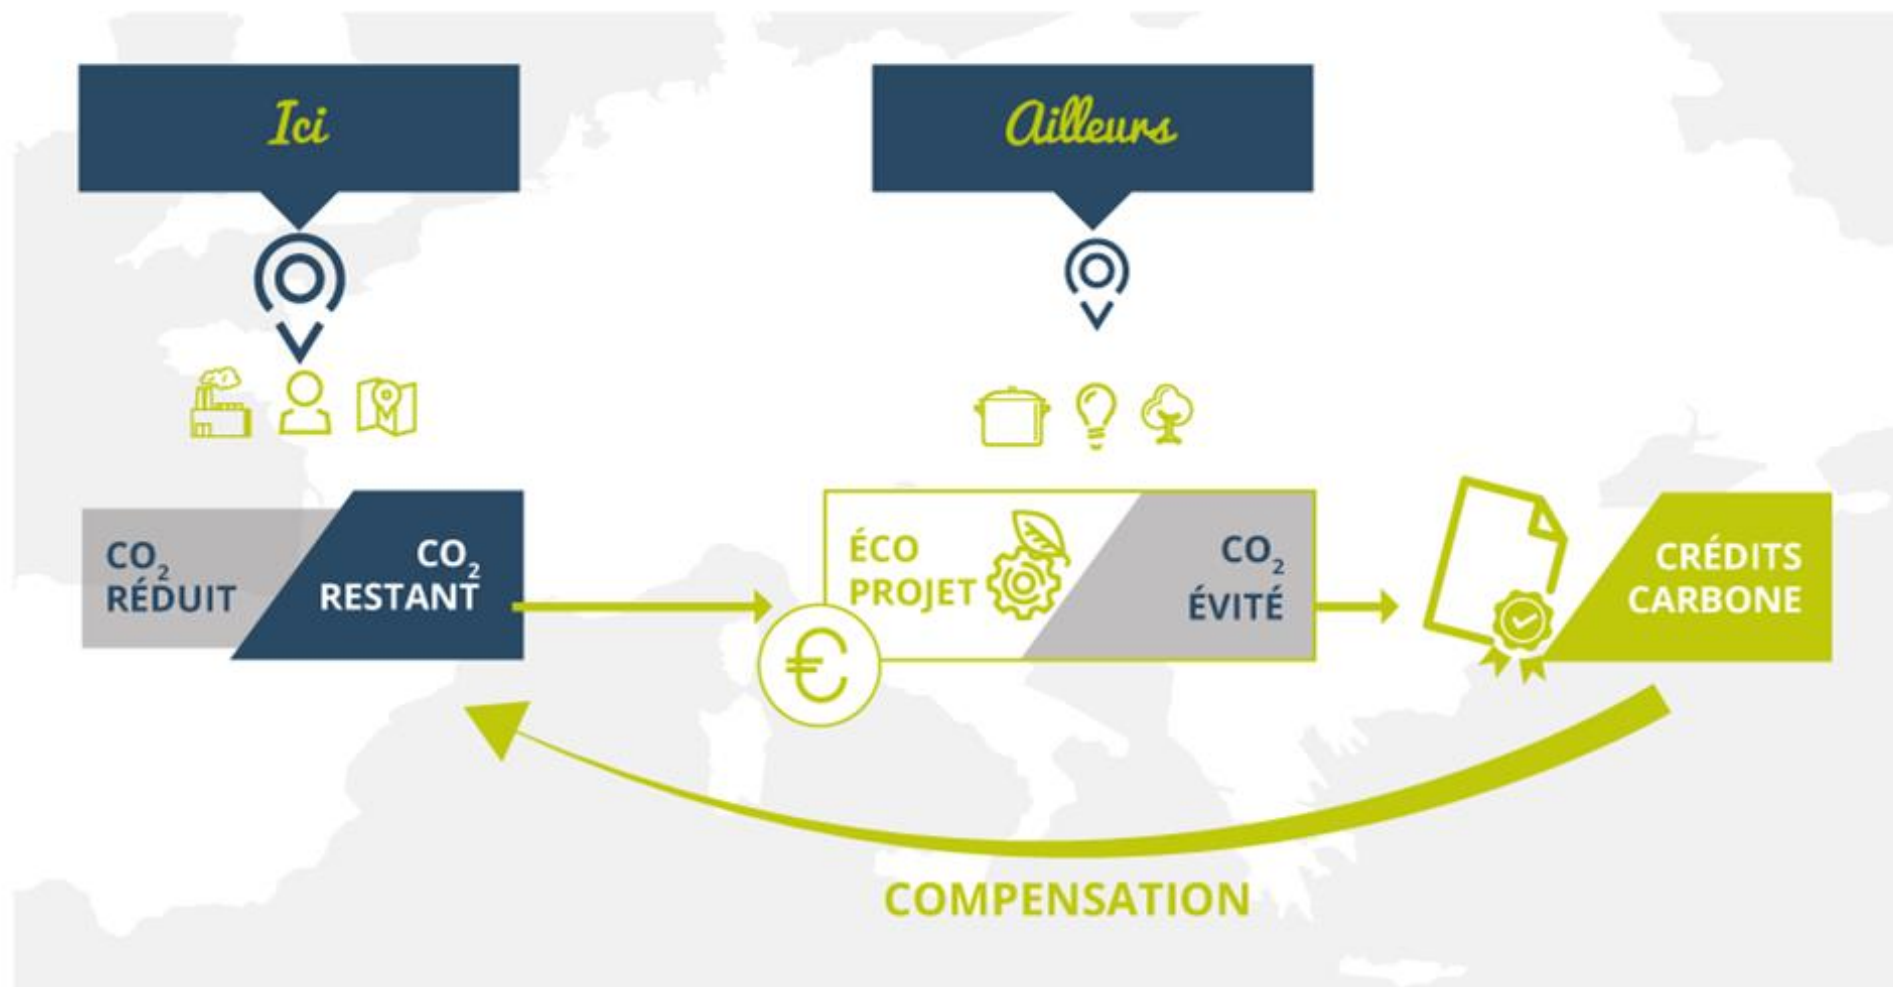 Ici
Ailleurs
CO₂
RÉDUIT
CO₂
RESTANT
€
ÉCO
PROJET
CO₂
ÉVITÉ
CRÉDITS
CARBONE
COMPENSATION